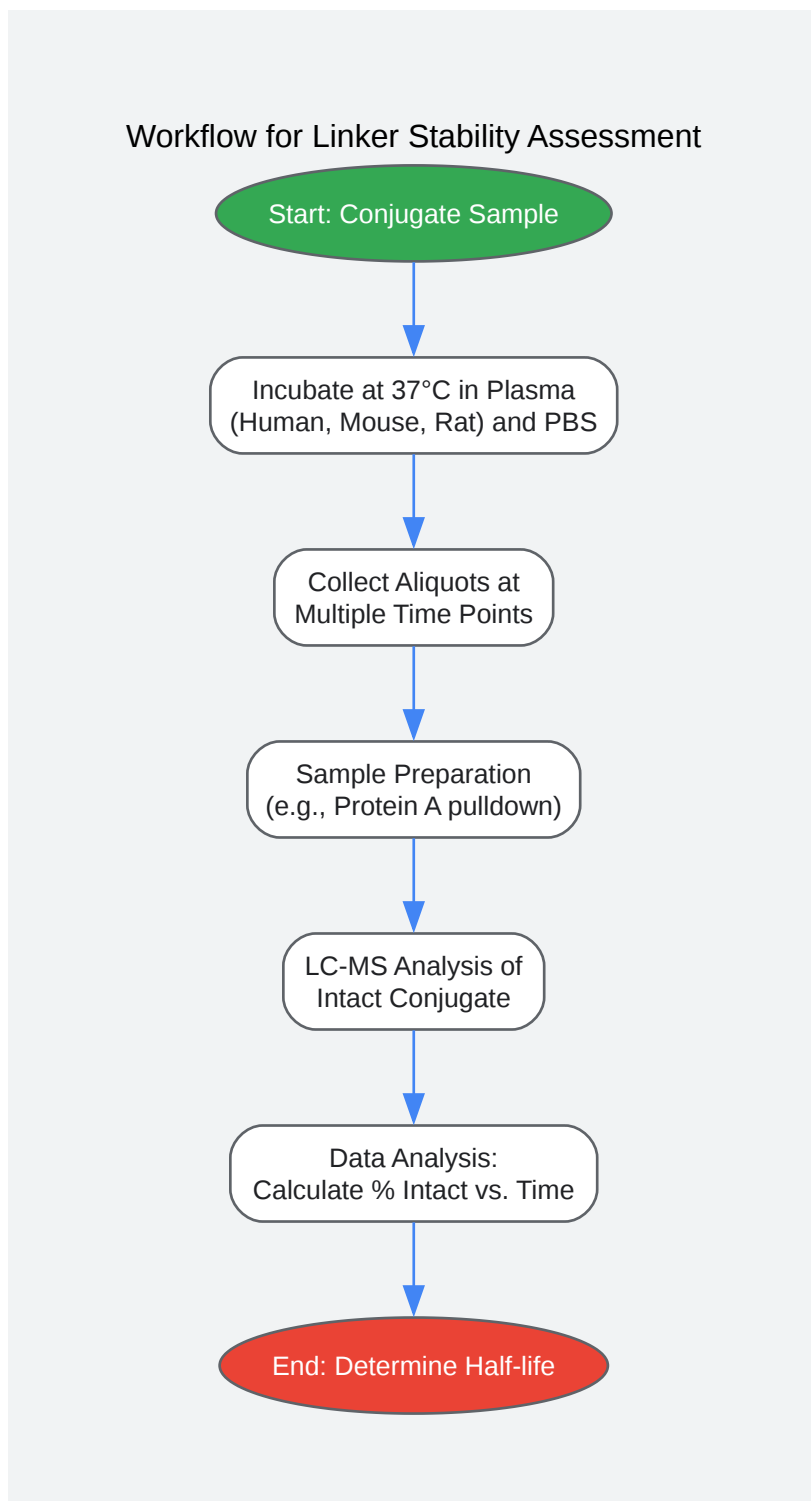 Workflow for Linker Stability Assessment
Start: Conjugate Sample
Incubate at 37°C in Plasma
(Human, Mouse, Rat) and PBS
Collect Aliquots at
Multiple Time Points
Sample Preparation
(e.g., Protein A pulldown)
LC-MS Analysis of
Intact Conjugate
Data Analysis:
Calculate % Intact vs. Time
End: Determine Half-life